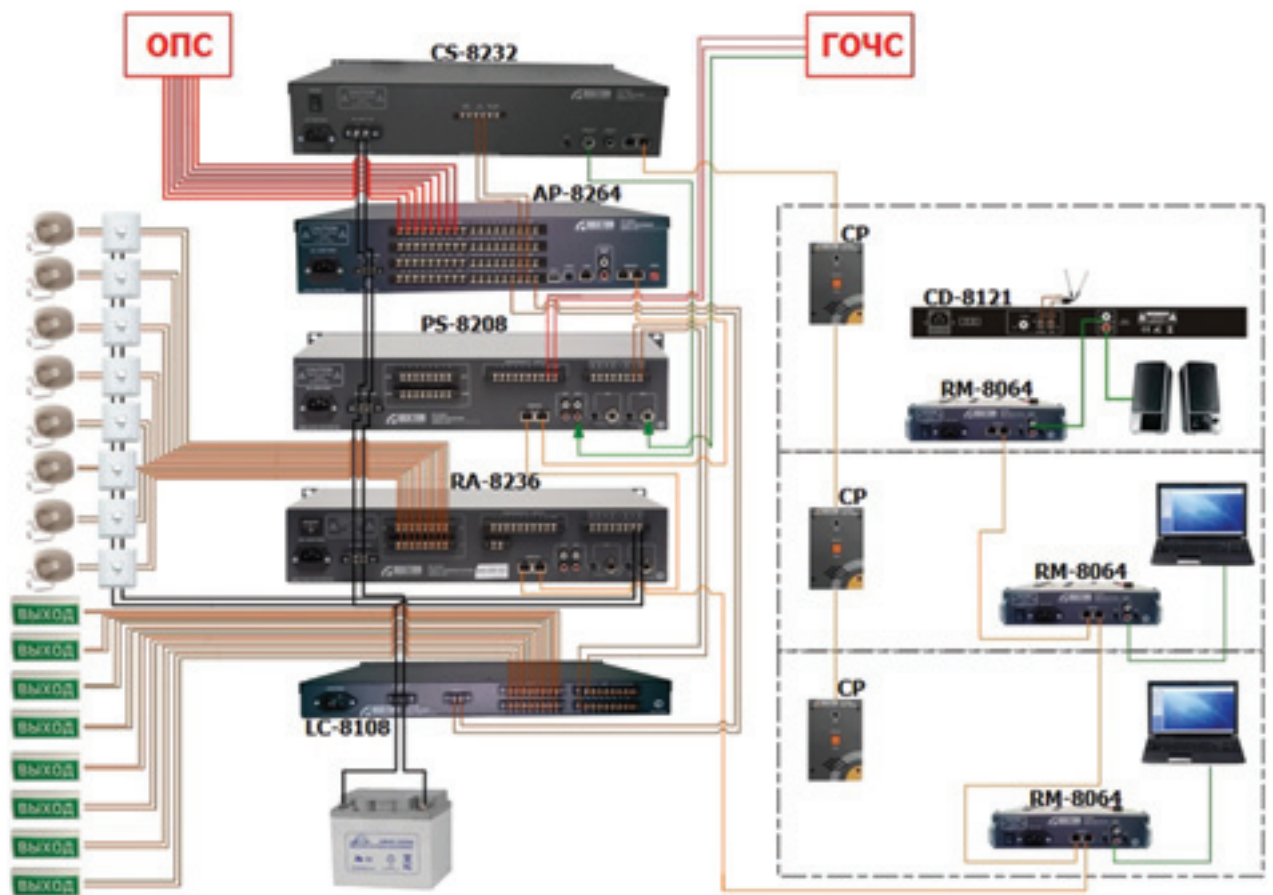 ОПС
ГОЧС
CS-8232
AP-8264
CP
CD-8121
PS-8208
RM-8064
RA-8236
CP
RM-8064
ВЫХОД
ВЫХОД
ВЫХОД
ВЫХОД
ВЫХОД
ВЫХОД
ВЫХОД
ВЫХОД
LC-8108
CP
RM-8064